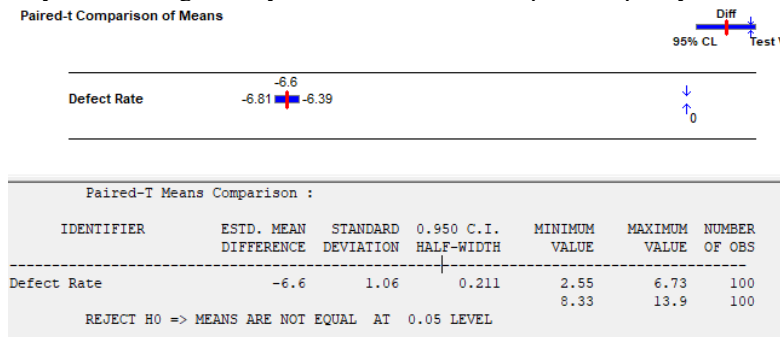 Paired-t Comparison of Means
Diff
95% CL Test
-6.6
Defect Rate -6.81 -6.39
0
Paired-T Means Comparison :
IDENTIFIER ESTD. MEAN STANDARD 0.950 C.I. MINIMUM MAXIMUM NUMBER
DIFFERENCE DEVIATION HALF-WIDTH VALUE VALUE OF OBS
Defect Rate -6.6 1.06 0.211 2.55 6.73 100
8.33 13.9 100
REJECT H0 => MEANS ARE NOT EQUAL AT 0.05 LEVEL